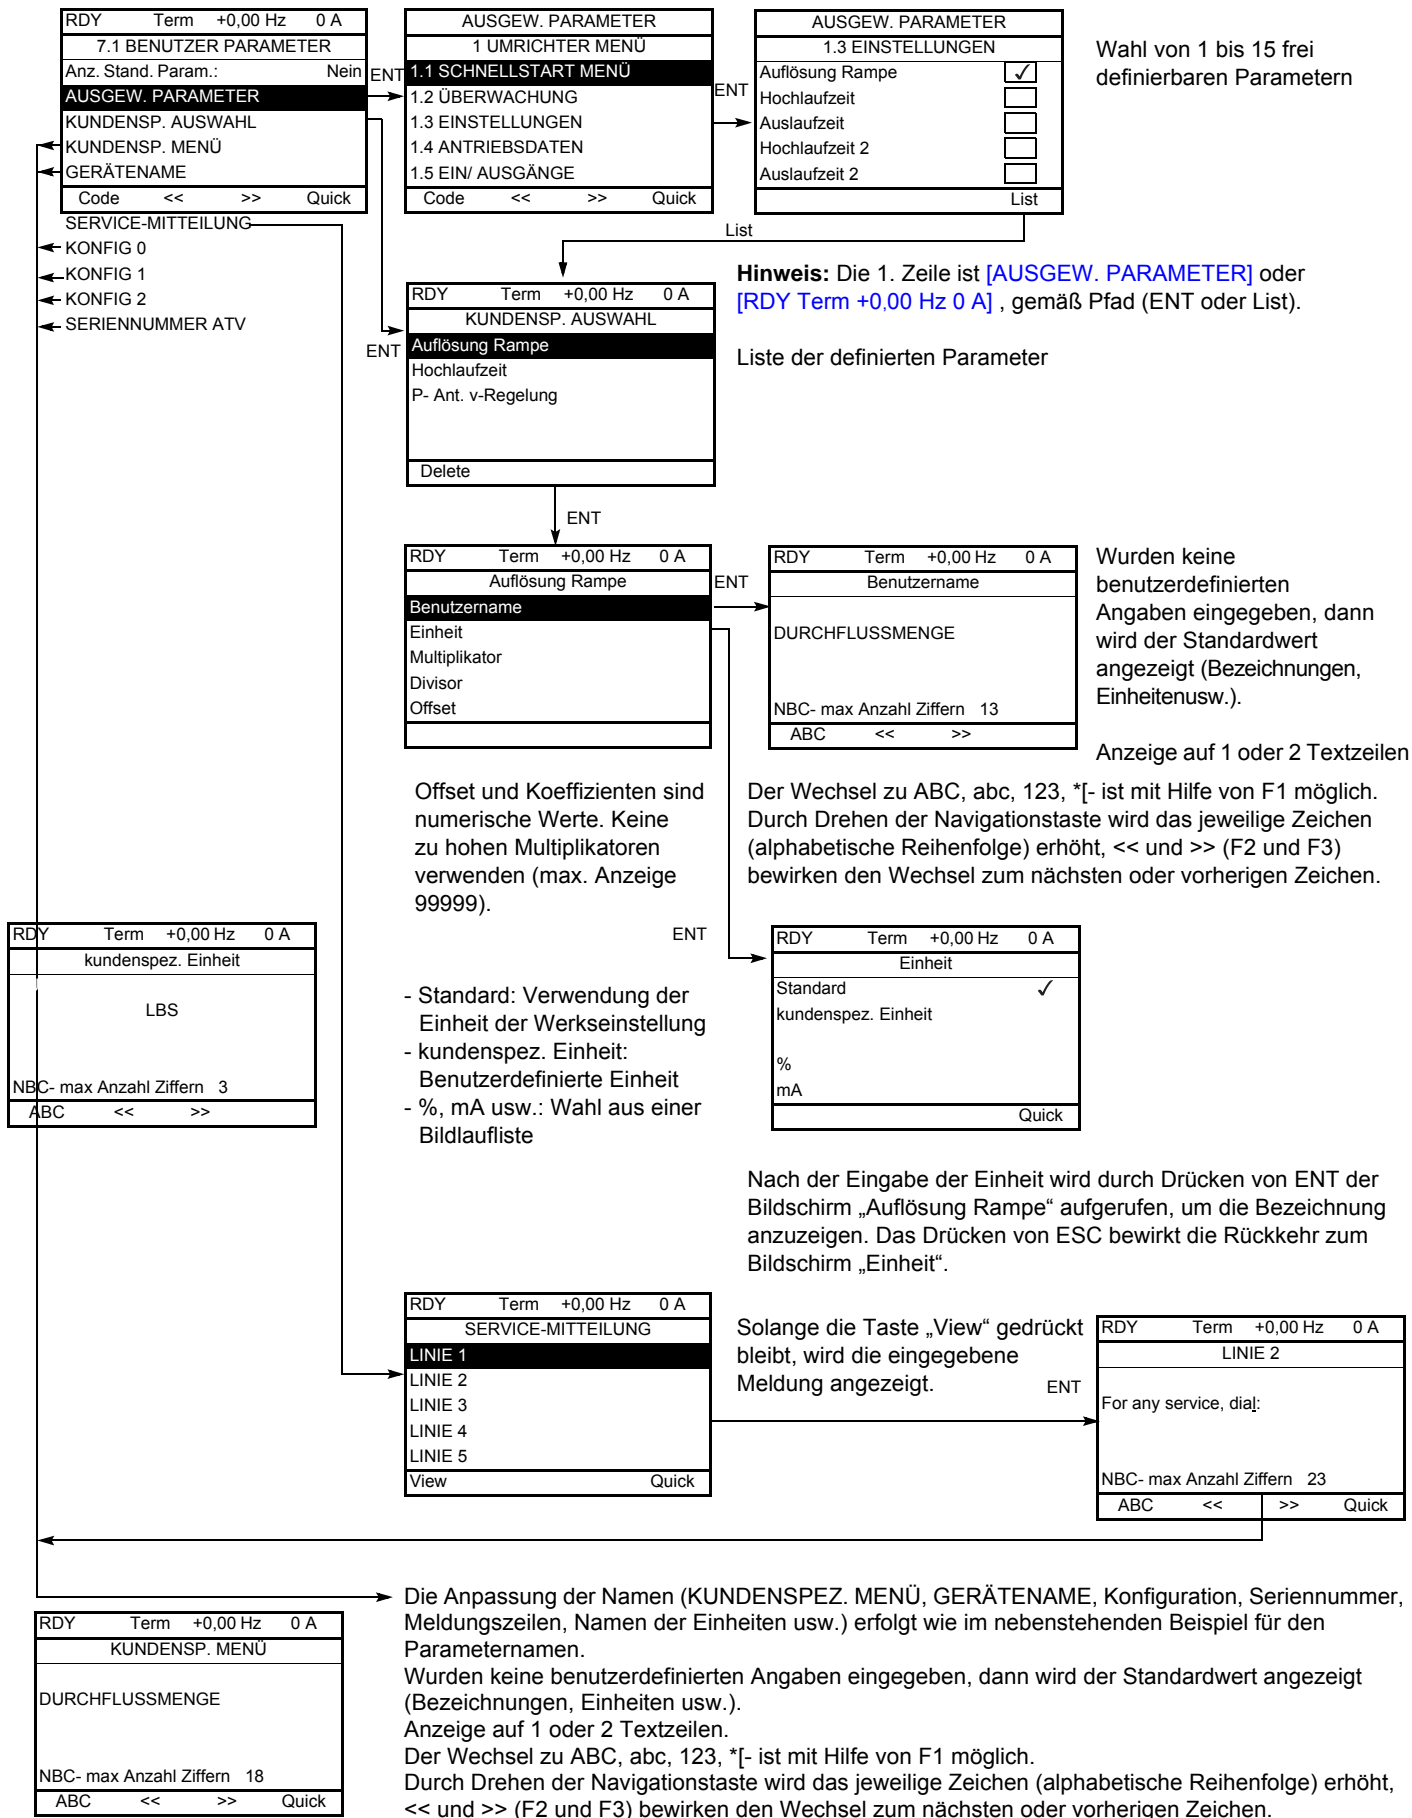 RDY Term +0,00 Hz 0 A
7.1 BENUTZER PARAMETER
Anz. Stand. Param.: Nein
AUSGEW. PARAMETER
KUNDENSP. AUSWAHL
KUNDENSP. MENÜ
GERÄTENAME
Code << >> Quick
SERVICE-MITTEILUNG
KONFIG 0
KONFIG 1
KONFIG 2
SERIENNUMMER ATV
ENT
AUSGEW. PARAMETER
1 UMRICHTER MENÜ
1.1 SCHNELLSTART MENÜ
1.2 ÜBERWACHUNG
1.3 EINSTELLUNGEN
1.4 ANTRIEBSDATEN
1.5 EIN/ AUSGÄNGE
Code << >> Quick
ENT
AUSGEW. PARAMETER
1.3 EINSTELLUNGEN
Auflösung Rampe ✓
Hochlaufzeit
Auslaufzeit
Hochlaufzeit 2
Auslaufzeit 2
List
Wahl von 1 bis 15 frei
definierbaren Parametern
List
ENT
RDY Term +0,00 Hz 0 A
KUNDENSP. AUSWAHL
Auflösung Rampe
Hochlaufzeit
P- Ant. v-Regelung
Delete
Hinweis: Die 1. Zeile ist [AUSGEW. PARAMETER] oder
[RDY Term +0,00 Hz 0 A] , gemäß Pfad (ENT oder List).
Liste der definierten Parameter
ENT
RDY Term +0,00 Hz 0 A
Auflösung Rampe
Benutzername
Einheit
Multiplikator
Divisor
Offset
ENT
RDY Term +0,00 Hz 0 A
Benutzername
DURCHFLUSSMENGE
NBC- max Anzahl Ziffern 13
ABC << >>
Wurden keine
benutzerdefinierten
Angaben eingegeben, dann
wird der Standardwert
angezeigt (Bezeichnungen,
Einheitenusw.).
Anzeige auf 1 oder 2 Textzeilen
Offset und Koeffizienten sind
numerische Werte. Keine
zu hohen Multiplikatoren
verwenden (max. Anzeige
99999).
Der Wechsel zu ABC, abc, 123, *[- ist mit Hilfe von F1 möglich.
Durch Drehen der Navigationstaste wird das jeweilige Zeichen
(alphabetische Reihenfolge) erhöht, << und >> (F2 und F3)
bewirken den Wechsel zum nächsten oder vorherigen Zeichen.
RDY Term +0,00 Hz 0 A
kundenspez. Einheit
LBS
NBC- max Anzahl Ziffern 3
ABC << >>
ENT
- Standard: Verwendung der
Einheit der Werkseinstellung
- kundenspez. Einheit:
Benutzerdefinierte Einheit
- %, mA usw.: Wahl aus einer
Bildlaufliste
RDY Term +0,00 Hz 0 A
Einheit
Standard ✓
kundenspez. Einheit
%
mA
Quick
Nach der Eingabe der Einheit wird durch Drücken von ENT der
Bildschirm „Auflösung Rampe“ aufgerufen, um die Bezeichnung
anzuzeigen. Das Drücken von ESC bewirkt die Rückkehr zum
Bildschirm „Einheit“.
RDY Term +0,00 Hz 0 A
SERVICE-MITTEILUNG
LINIE 1
LINIE 2
LINIE 3
LINIE 4
LINIE 5
View Quick
Solange die Taste „View“ gedrückt
bleibt, wird die eingegebene
Meldung angezeigt.
ENT
RDY Term +0,00 Hz 0 A
LINIE 2
For any service, dial:
NBC- max Anzahl Ziffern 23
ABC << >> Quick
Die Anpassung der Namen (KUNDENSPEZ. MENÜ, GERÄTENAME, Konfiguration, Seriennummer,
Meldungszeilen, Namen der Einheiten usw.) erfolgt wie im nebenstehenden Beispiel für den
Parameternamen.
Wurden keine benutzerdefinierten Angaben eingegeben, dann wird der Standardwert angezeigt
(Bezeichnungen, Einheiten usw.).
Anzeige auf 1 oder 2 Textzeilen.
Der Wechsel zu ABC, abc, 123, *[- ist mit Hilfe von F1 möglich.
Durch Drehen der Navigationstaste wird das jeweilige Zeichen (alphabetische Reihenfolge) erhöht,
<< und >> (F2 und F3) bewirken den Wechsel zum nächsten oder vorherigen Zeichen.
RDY Term +0,00 Hz 0 A
KUNDENSP. MENÜ
DURCHFLUSSMENGE
NBC- max Anzahl Ziffern 18
ABC << >> Quick